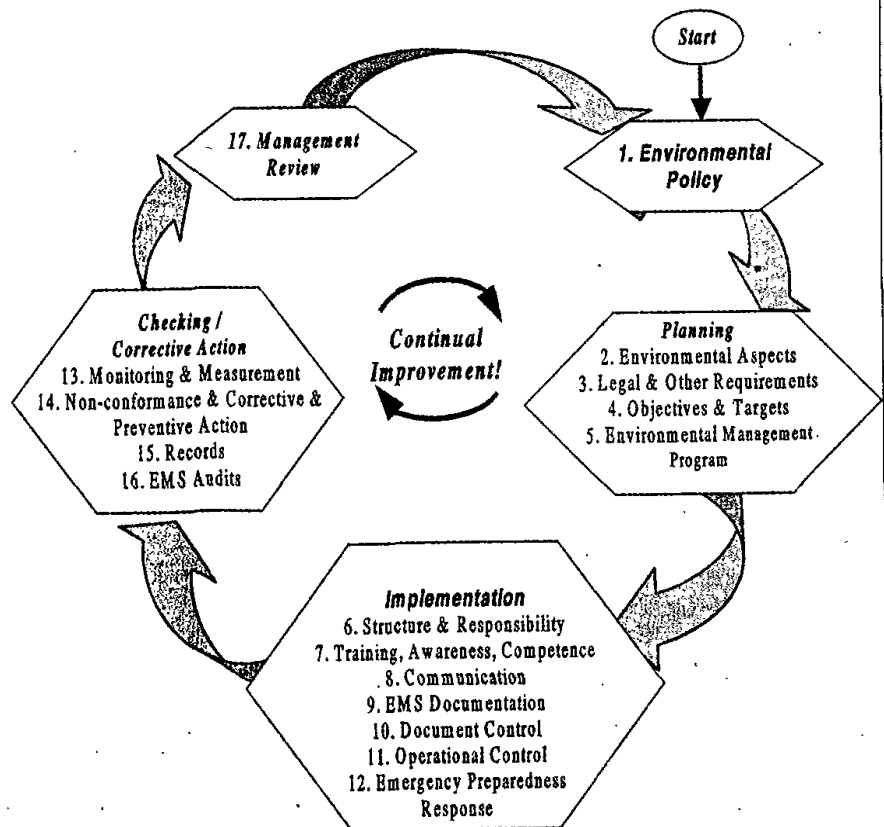 Start
1. Environmental
Policy
Planning
2. Environmental Aspects
3. Legal & Other Requirements
4. Objectives & Targets
5. Environmental Management
Program
Implementation
6. Structure & Responsibility
7. Training, Awareness, Competence
8. Communication
9. EMS Documentation
10. Document Control
11. Operational Control
12. Emergency Preparedness
Response
Checking /
Corrective Action
13. Monitoring & Measurement
14. Non-conformance & Corrective &
Preventive Action
15. Records
16. EMS Audits
17. Management
Review
Continual
Improvement!